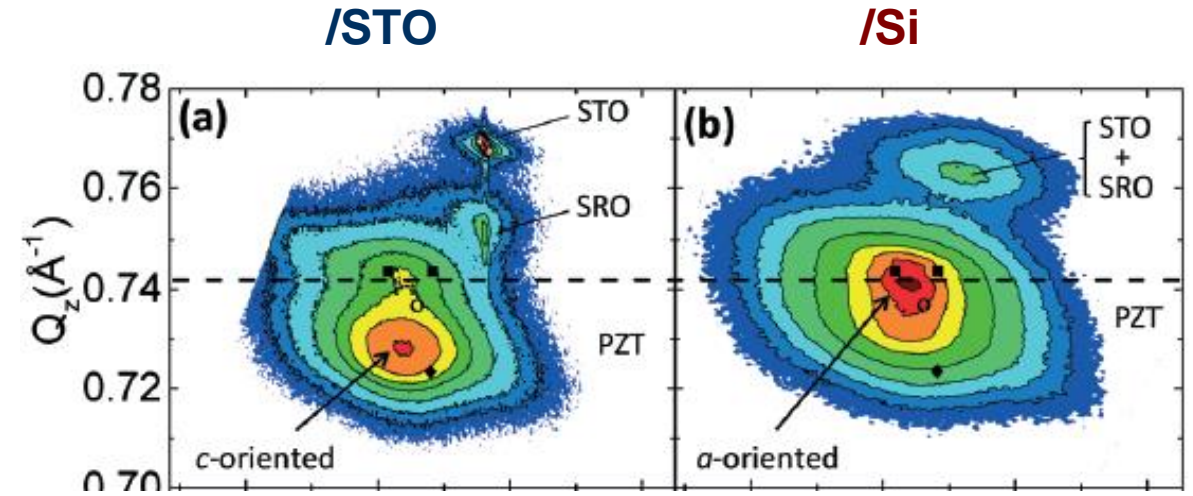 /STO
/Si
0.78
(a)
STO
(b)
STO
+
SRO
0.76
SRO
Qz(Å-1)
0.74
PZT
PZT
0.72
c-oriented
a-oriented
0.70